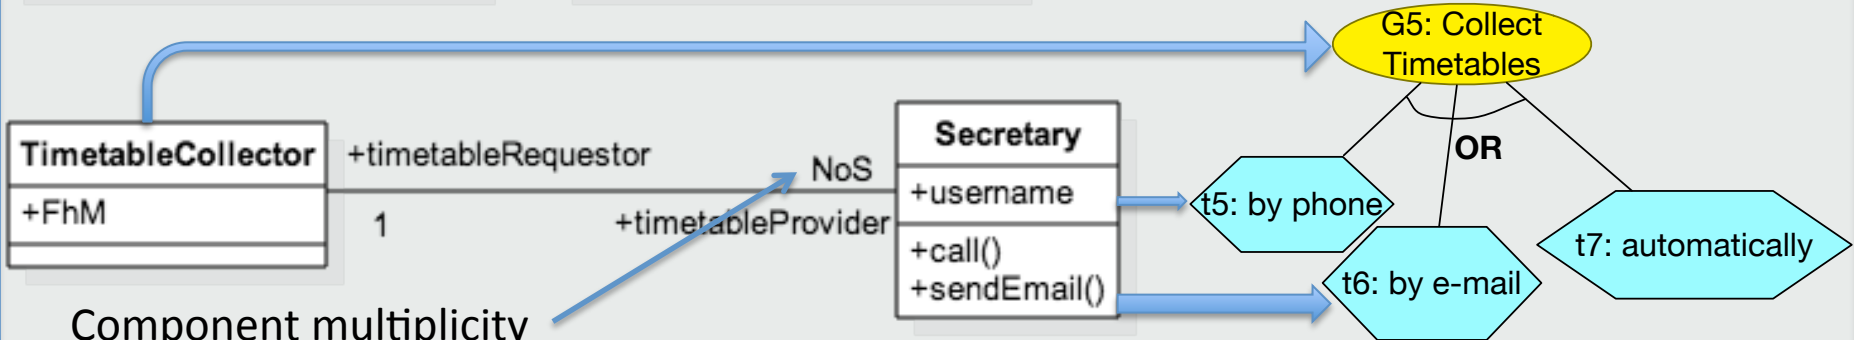 G5: Collect
Timetables
TimetableCollector
+FhM
+timetableRequestor
1
NoS
+timetableProvider
Secretary
+username
+call()
+sendEmail()
OR
t5: by phone
t6: by e-mail
t7: automatically
Component multiplicity